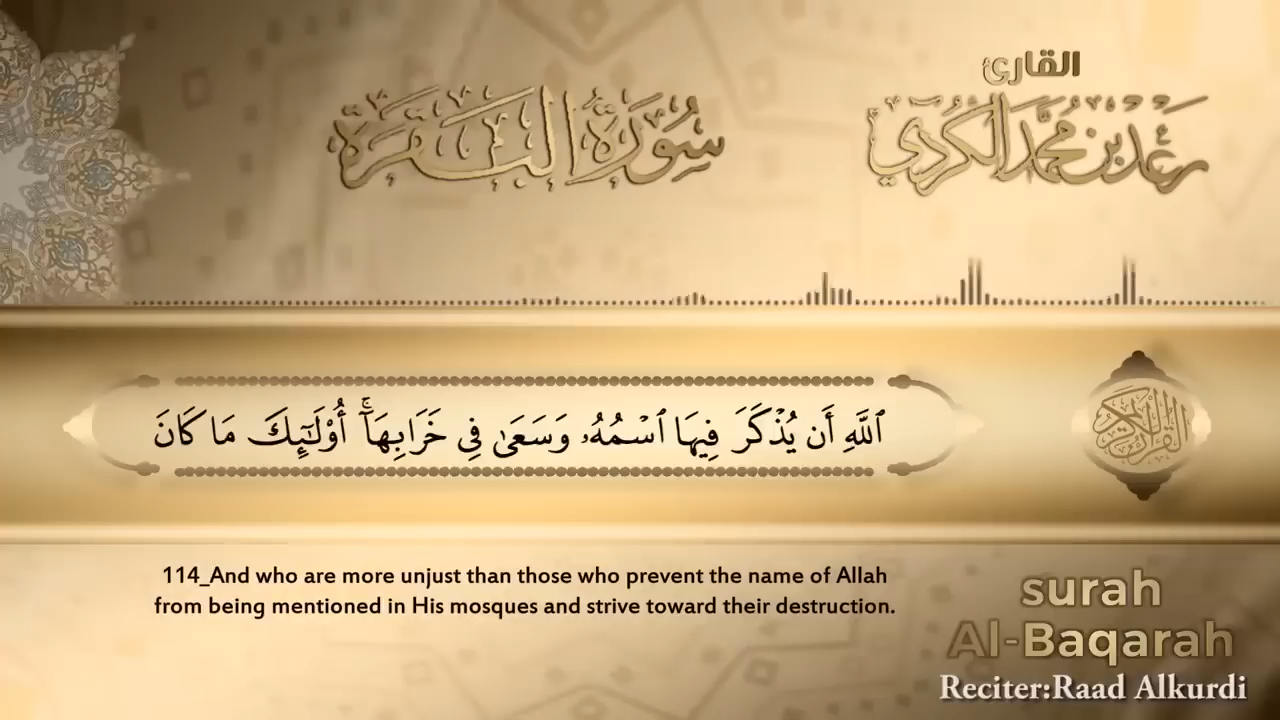 القارئ
سُورَةُ البَقَرَة
رعد بن محمد الكردي
ٱللَّهِ أَن يُذْكَرَ فِيهَا ٱسْمُهُۥ وَسَعَىٰ فِى خَرَابِهَآ ۚ أُو۟لَـٰٓئِكَ مَا كَانَ
القرآن الكريم
114_And who are more unjust than those who prevent the name of Allah
from being mentioned in His mosques and strive toward their destruction.
surah
Al-Baqarah
Reciter:Raad Alkurdi